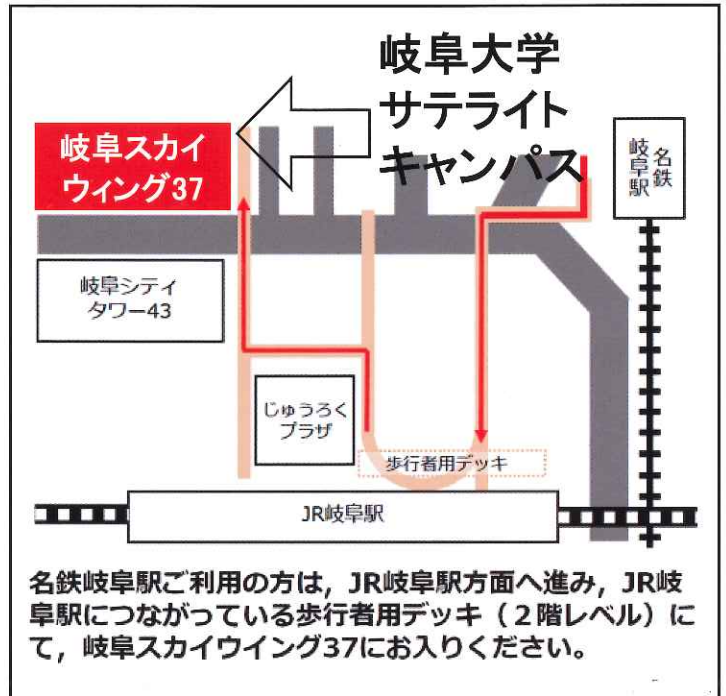 岐阜大学
サテライト
キャンパス
岐阜スカイ
ウィング37
名鉄
岐阜駅
岐阜シティ
タワー43
じゅうろく
プラザ
歩行者用デッキ
JR岐阜駅
名鉄岐阜駅ご利用の方は，JR岐阜駅方面へ進み，JR岐
阜駅につながっている歩行者用デッキ（２階レベル）に
て，岐阜スカイウイング37にお入りください。